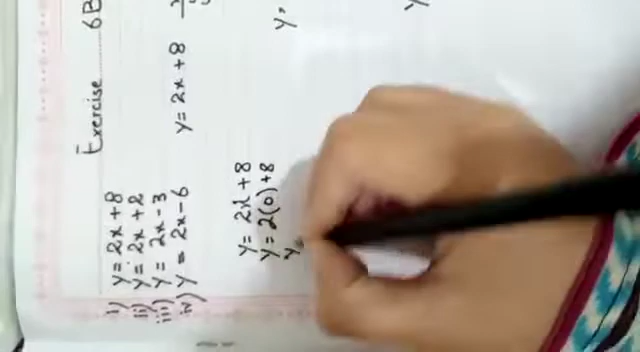 Exercise 6B
i) y = 2x + 8
ii) y = 2x + 2
iii) y = 2x - 3
iv) y = 2x - 6
y = 2x + 8
y = 2x + 8
y = 2(0) + 8
y
y =
y